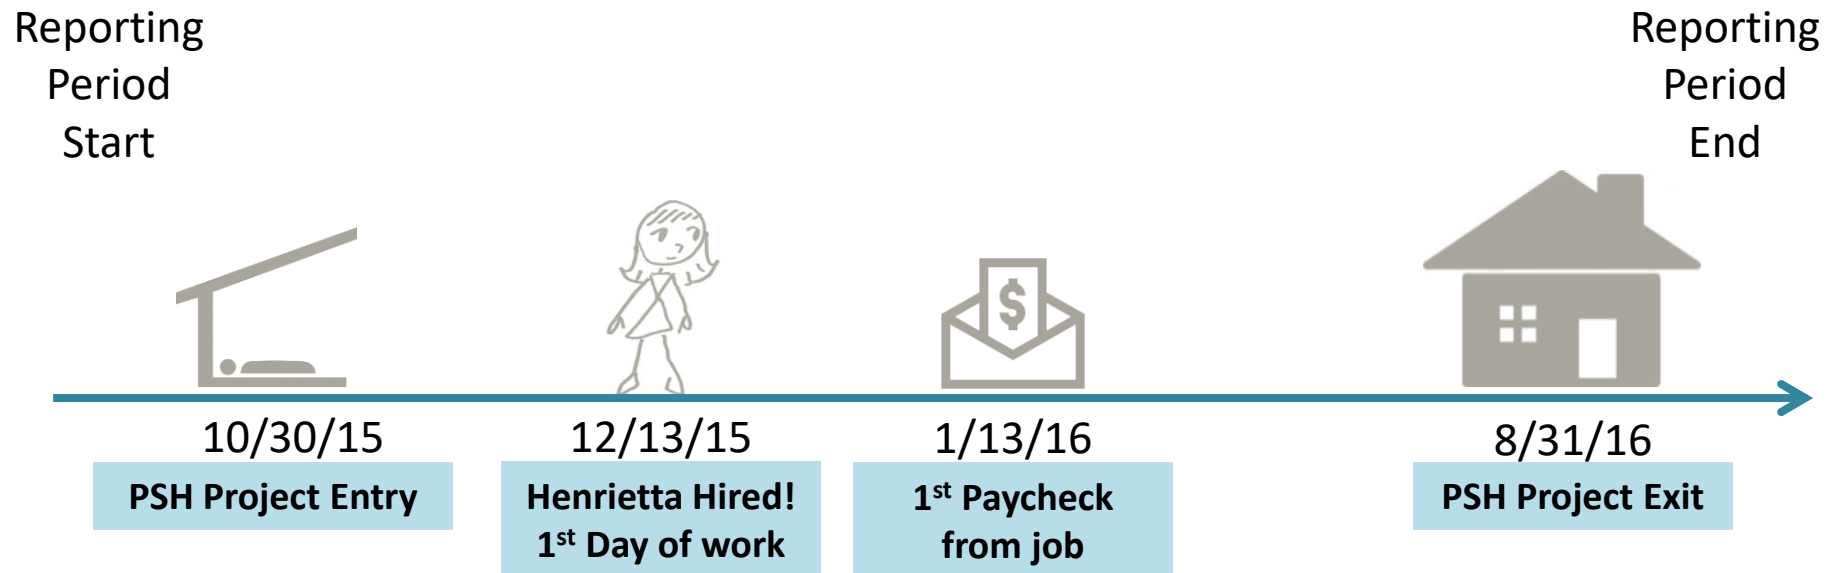 Reporting
Period
Start
Reporting
Period
End
$
10/30/15
PSH Project Entry
12/13/15
Henrietta Hired!
1st Day of work
1/13/16
1st Paycheck
from job
8/31/16
PSH Project Exit